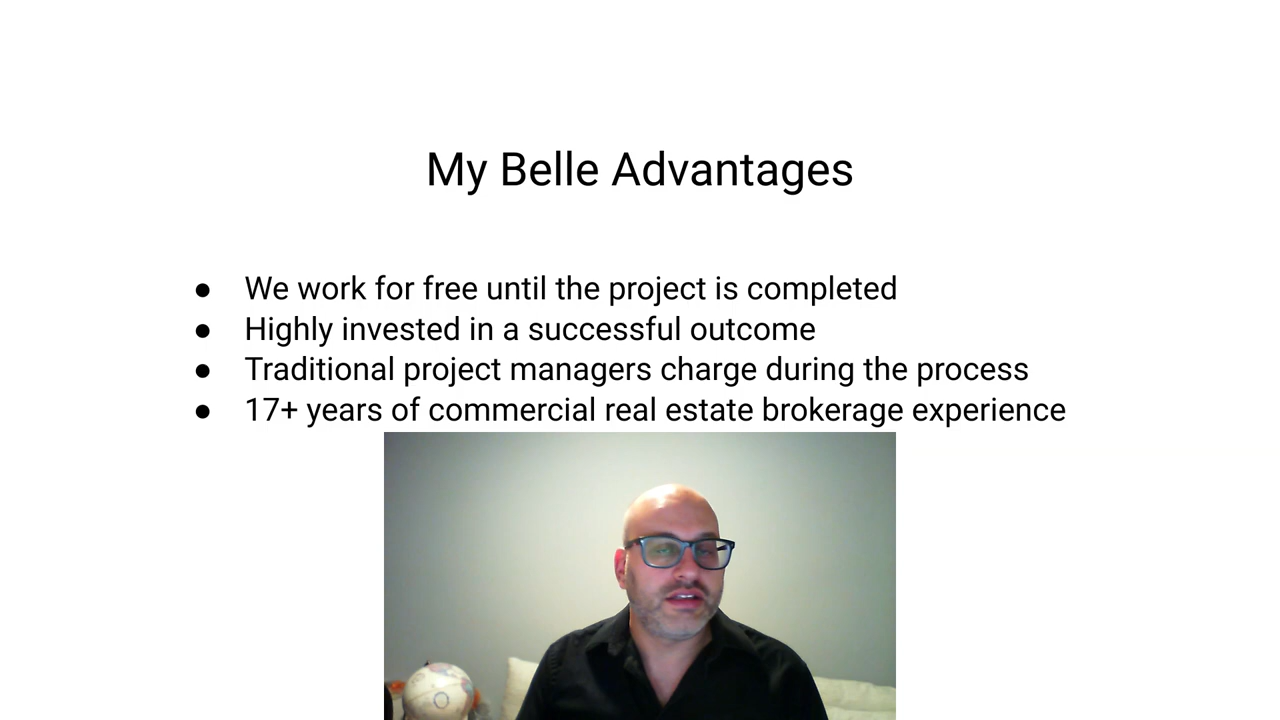 My Belle Advantages
● We work for free until the project is completed
● Highly invested in a successful outcome
● Traditional project managers charge during the process
● 17+ years of commercial real estate brokerage experience